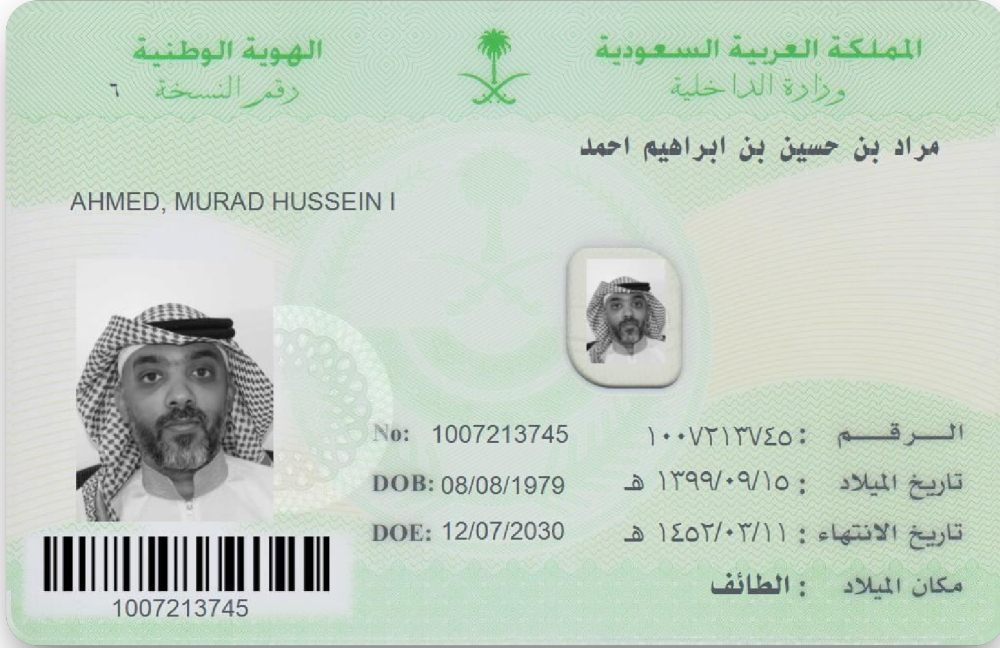 المملكة العربية السعودية
وزارة الداخلية
الهوية الوطنية
رقم النسخة ٦
مراد بن حسين بن ابراهيم احمد
AHMED, MURAD HUSSEIN I
الرقم : ١٠٠٧٢١٣٧٤٥
No: 1007213745
تاريخ الميلاد : ١٣٩٩/٠٩/١٥ هـ
DOB: 08/08/1979
تاريخ الانتهاء : ١٤٥٢/٠٣/١١ هـ
DOE: 12/07/2030
مكان الميلاد : الطائف
1007213745